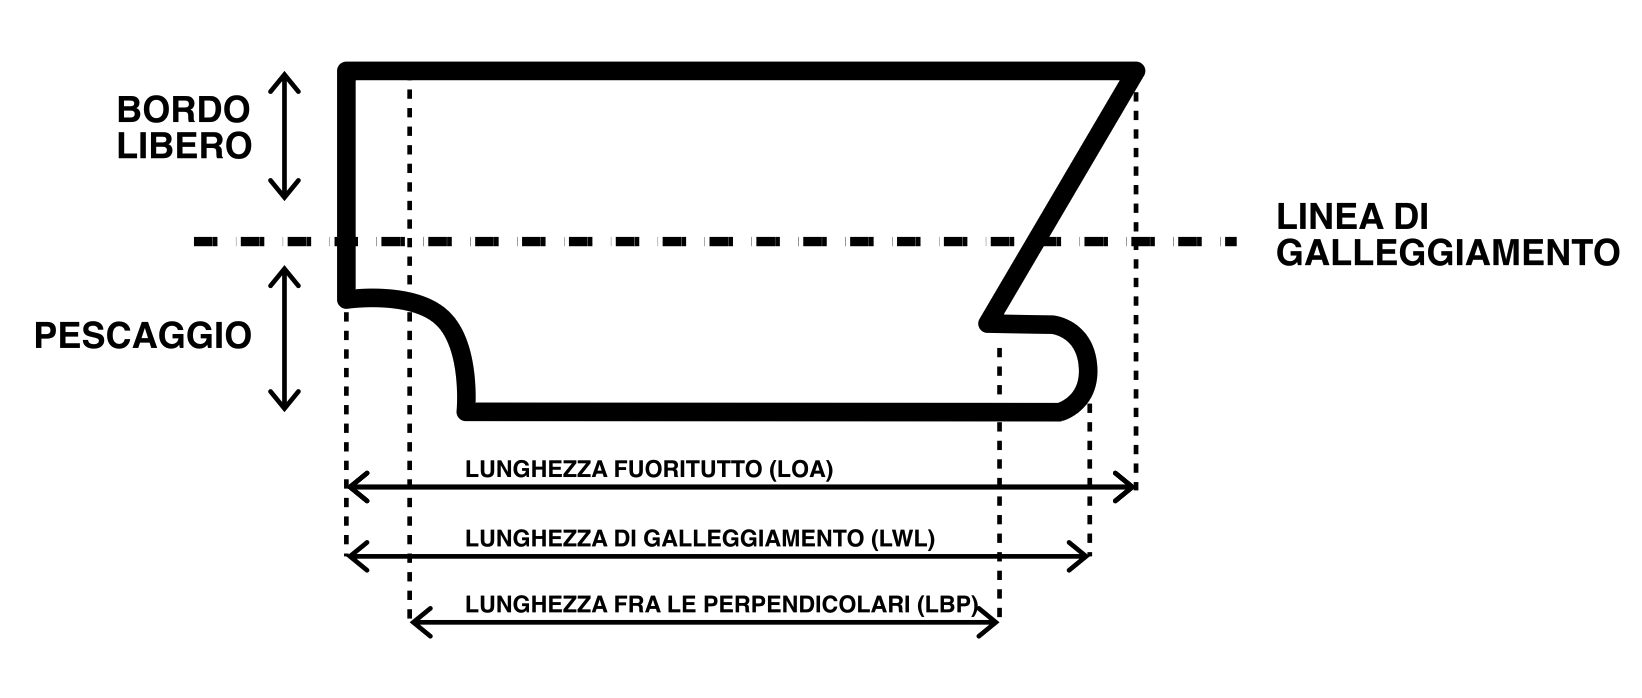 BORDO
LIBERO
LINEA DI
GALLEGGIAMENTO
PESCAGGIO
LUNGHEZZA FUORITUTTO (LOA)
LUNGHEZZA DI GALLEGGIAMENTO (LWL)
LUNGHEZZA FRA LE PERPENDICOLARI (LBP)